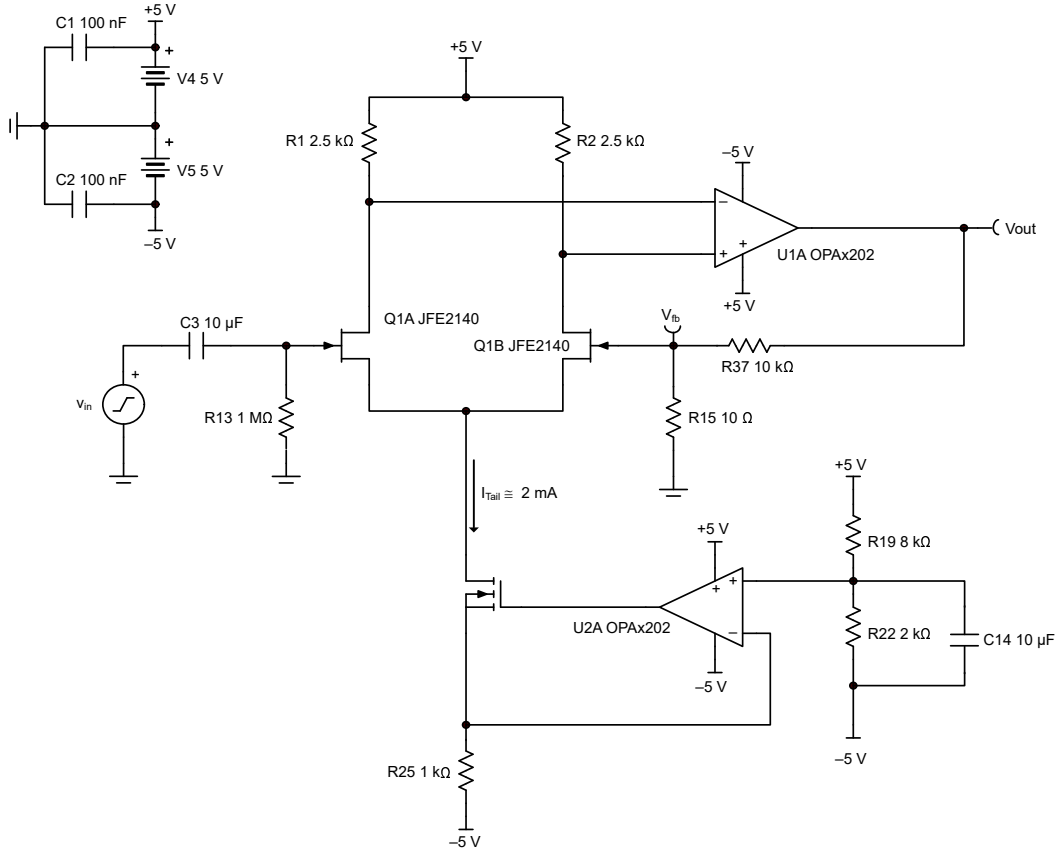 +5 V
C1 100 nF
+
V4 5 V
+
V5 5 V
C2 100 nF
–5 V
+5 V
R1 2.5 kΩ
R2 2.5 kΩ
–5 V
–
+
+
U1A OPAx202
+5 V
Vout
C3 10 µF
Q1A JFE2140
Q1B JFE2140
Vfb
R37 10 kΩ
+
vin
R13 1 MΩ
R15 10 Ω
ITail ≅ 2 mA
+5 V
R19 8 kΩ
+5 V
+
+
–
U2A OPAx202
–5 V
R22 2 kΩ
C14 10 µF
–5 V
R25 1 kΩ
–5 V